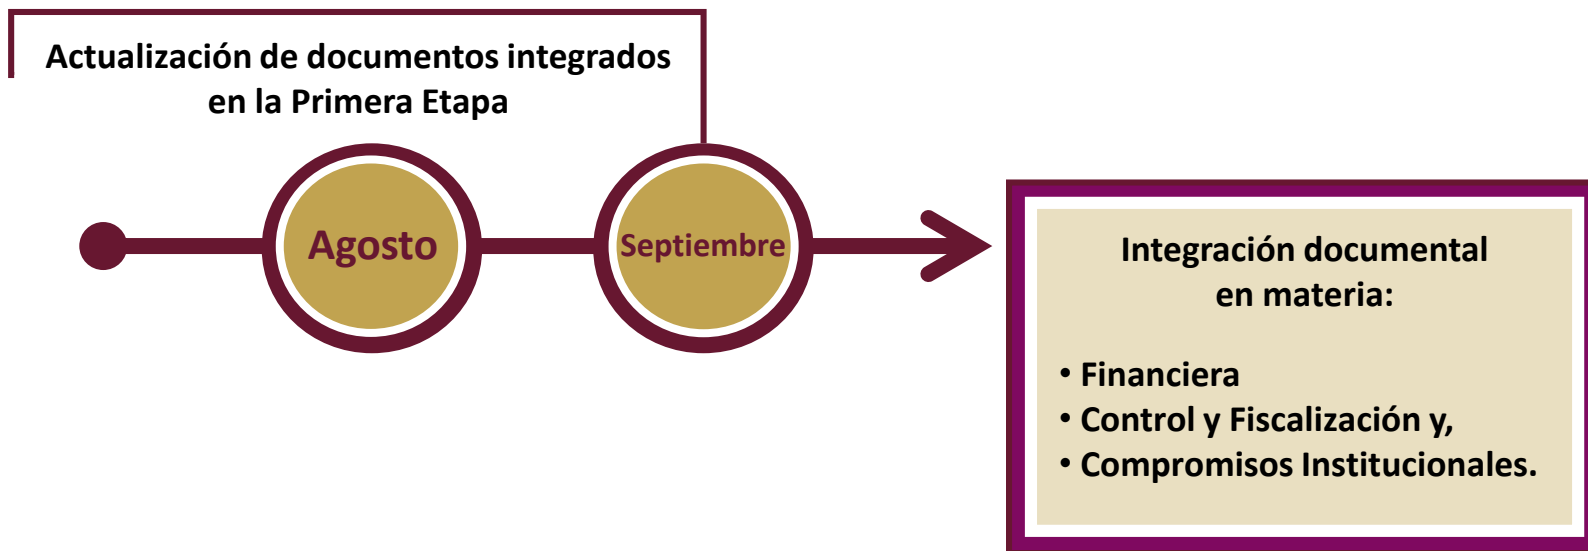 Actualización de documentos integrados
en la Primera Etapa
Agosto
Septiembre
Integración documental
en materia:
• Financiera
• Control y Fiscalización y,
• Compromisos Institucionales.